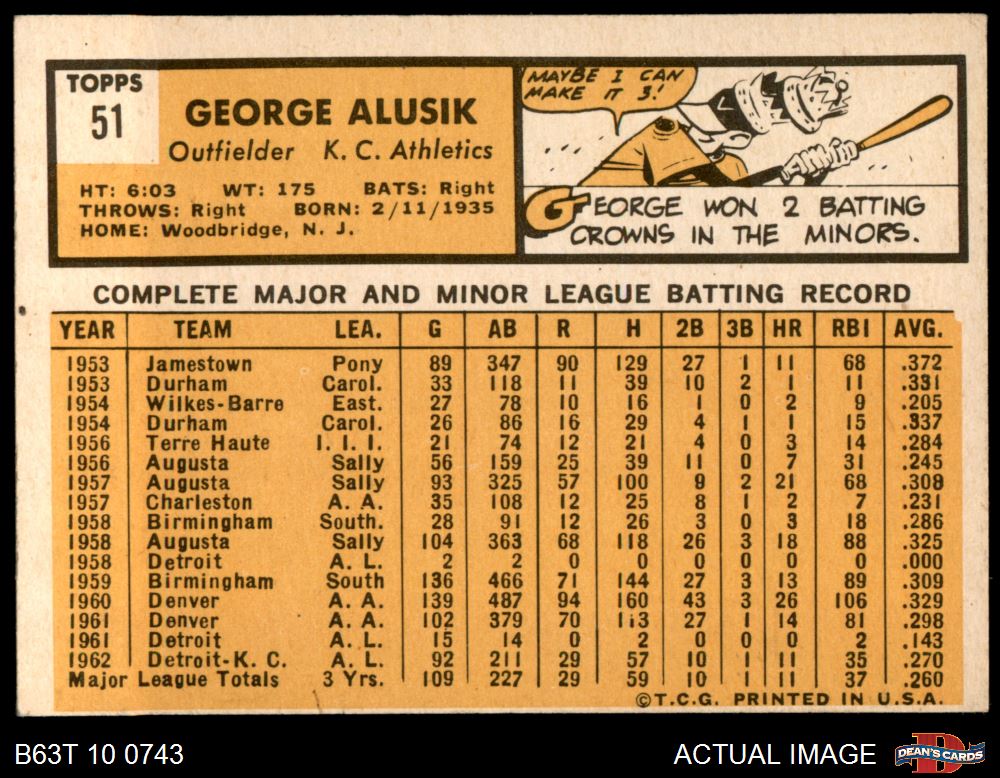 TOPPS
51
GEORGE ALUSIK
Outfielder K. C. Athletics
HT: 6:03 WT: 175 BATS: Right
THROWS: Right BORN: 2/11/1935
HOME: Woodbridge, N. J.
MAYBE I CAN
MAKE IT 3!
GEORGE WON 2 BATTING
CROWNS IN THE MINORS.
COMPLETE MAJOR AND MINOR LEAGUE BATTING RECORD
YEAR TEAM LEA. G AB R H 2B 3B HR RBI AVG.
1953 Jamestown Pony 89 347 90 129 27 1 11 68 .372
1953 Durham Carol. 33 118 11 39 10 2 1 11 .331
1954 Wilkes-Barre East. 27 78 10 16 1 0 2 9 .205
1954 Durham Carol. 26 86 16 29 4 1 1 15 .337
1956 Terre Haute I. I. I. 21 74 12 21 4 0 3 14 .284
1956 Augusta Sally 56 159 25 39 11 0 7 31 .245
1957 Augusta Sally 93 325 57 100 9 2 21 68 .308
1957 Charleston A. A. 35 108 12 25 8 1 2 7 .231
1958 Birmingham South. 28 91 12 26 3 0 3 18 .286
1958 Augusta Sally 104 363 68 118 26 3 18 88 .325
1958 Detroit A. L. 2 2 0 0 0 0 0 0 .000
1959 Birmingham South 136 466 71 144 27 3 13 89 .309
1960 Denver A. A. 139 487 94 160 43 3 26 106 .329
1961 Denver A. A. 102 379 70 113 27 1 14 81 .298
1961 Detroit A. L. 15 14 0 2 0 0 0 2 .143
1962 Detroit-K. C. A. L. 92 211 29 57 10 1 11 35 .270
Major League Totals 3 Yrs. 109 227 29 59 10 1 11 37 .260
©T.C.G. PRINTED IN U.S.A.
B63T 10 0743 ACTUAL IMAGE DEAN'S CARDS